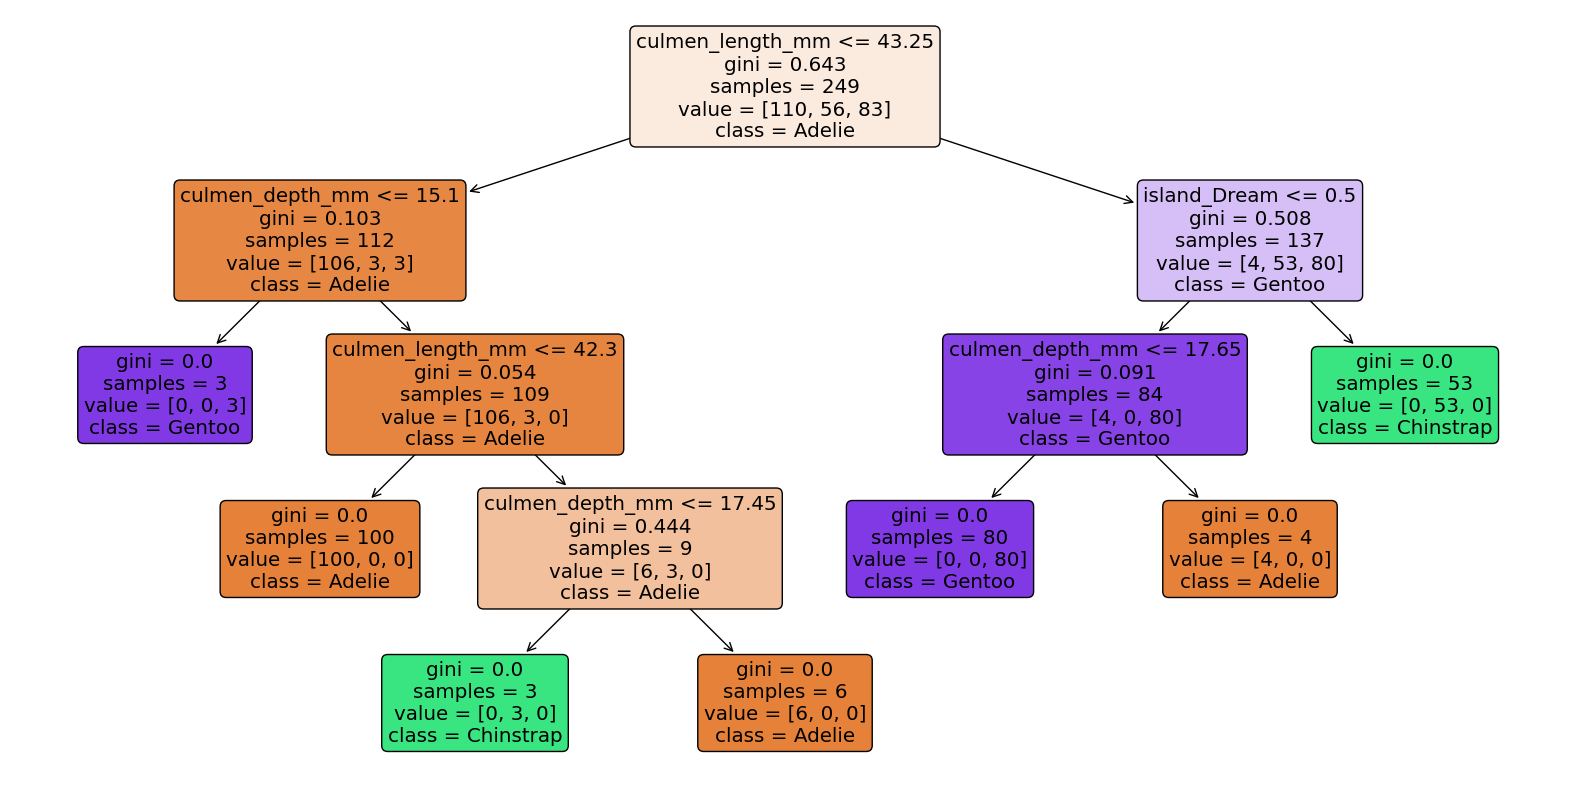 culmen_length_mm <= 43.25
gini = 0.643
samples = 249
value = [110, 56, 83]
class = Adelie
culmen_depth_mm <= 15.1
gini = 0.103
samples = 112
value = [106, 3, 3]
class = Adelie
island_Dream <= 0.5
gini = 0.508
samples = 137
value = [4, 53, 80]
class = Gentoo
gini = 0.0
samples = 3
value = [0, 0, 3]
class = Gentoo
culmen_length_mm <= 42.3
gini = 0.054
samples = 109
value = [106, 3, 0]
class = Adelie
culmen_depth_mm <= 17.65
gini = 0.091
samples = 84
value = [4, 0, 80]
class = Gentoo
gini = 0.0
samples = 53
value = [0, 53, 0]
class = Chinstrap
gini = 0.0
samples = 100
value = [100, 0, 0]
class = Adelie
culmen_depth_mm <= 17.45
gini = 0.444
samples = 9
value = [6, 3, 0]
class = Adelie
gini = 0.0
samples = 80
value = [0, 0, 80]
class = Gentoo
gini = 0.0
samples = 4
value = [4, 0, 0]
class = Adelie
gini = 0.0
samples = 3
value = [0, 3, 0]
class = Chinstrap
gini = 0.0
samples = 6
value = [6, 0, 0]
class = Adelie